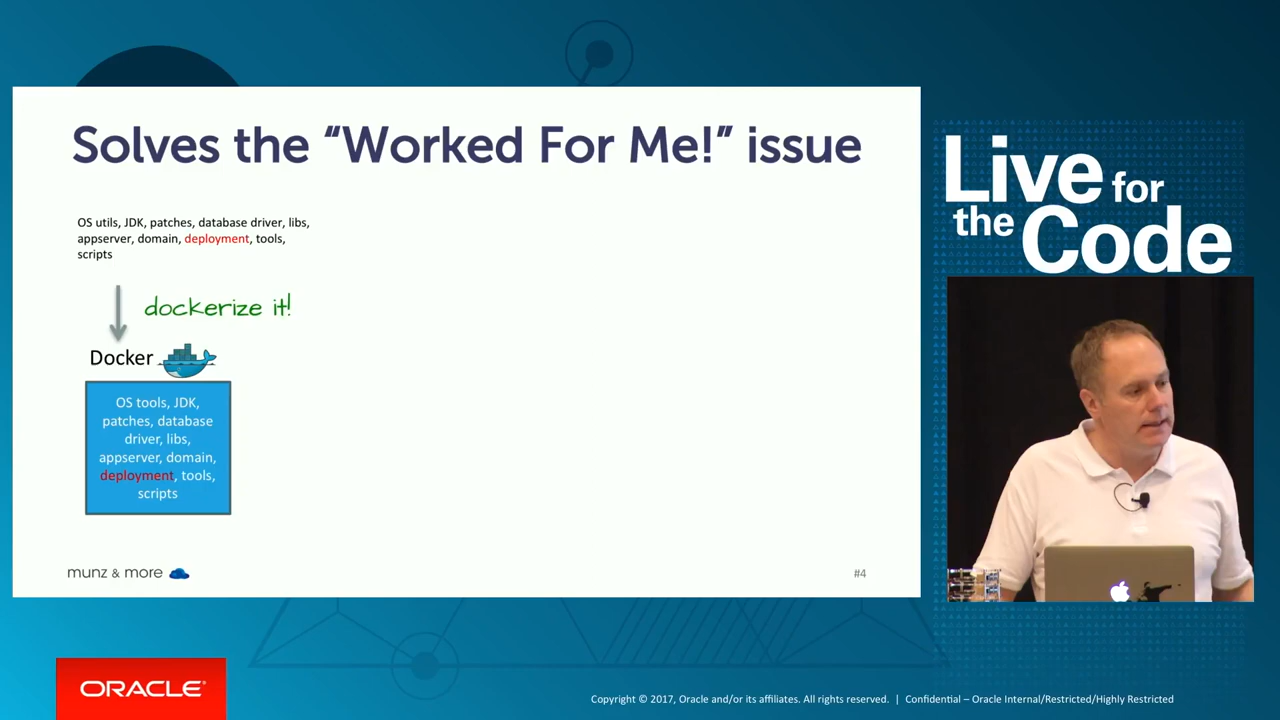 Solves the “Worked For Me!” issue
OS utils, JDK, patches, database driver, libs,
appserver, domain, deployment, tools,
scripts
dockerize it!
Docker
OS tools, JDK,
patches, database
driver, libs,
appserver, domain,
deployment, tools,
scripts
munz & more
#4
Live for
the Code
ORACLE®
Copyright © 2017, Oracle and/or its affiliates. All rights reserved. | Confidential – Oracle Internal/Restricted/Highly Restricted